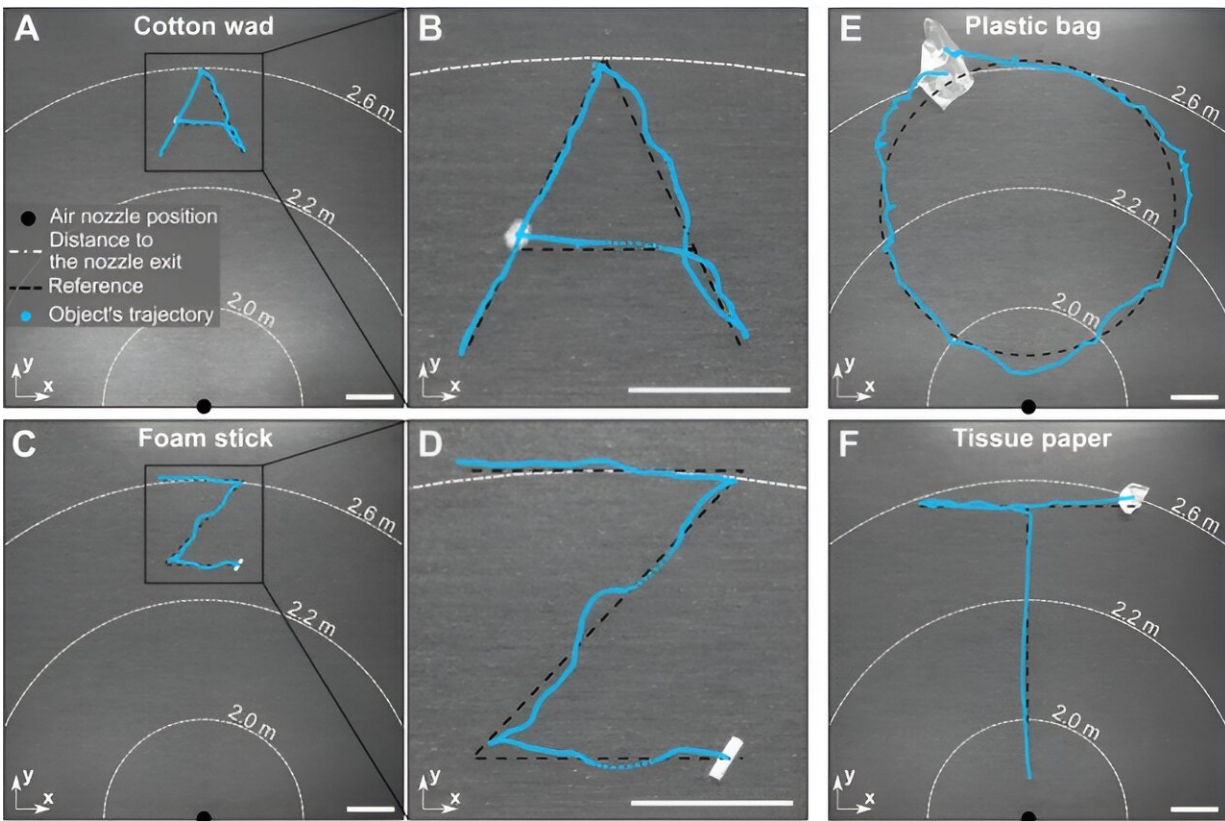 A
Cotton wad
2.6 m
2.2 m
2.0 m
Air nozzle position
Distance to
the nozzle exit
Reference
Object's trajectory
y
x
B
y
x
E
Plastic bag
2.6 m
2.2 m
2.0 m
y
x
C
Foam stick
2.6 m
2.2 m
2.0 m
y
x
D
y
x
F
Tissue paper
2.6 m
2.2 m
2.0 m
y
x